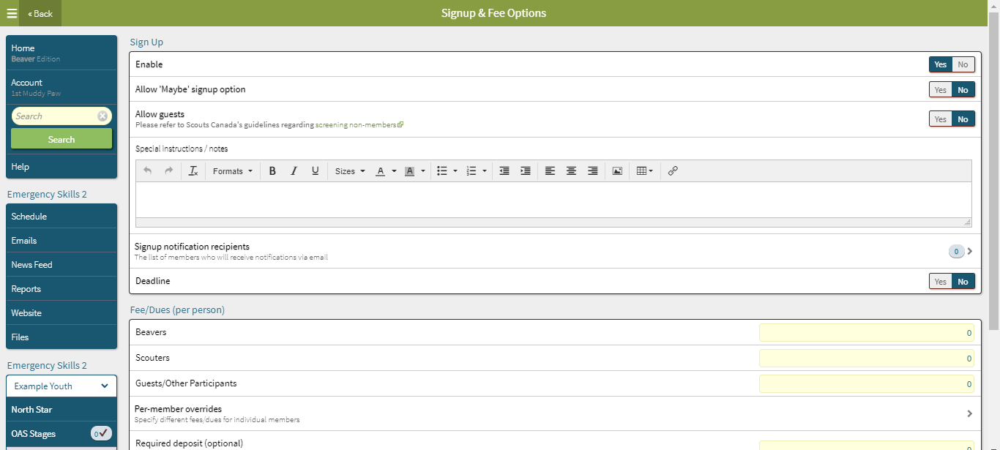 « Back
Signup & Fee Options
Home
Beaver Edition
Account
1st Muddy Paw
Search
Search
Help
Emergency Skills 2
Schedule
Emails
News Feed
Reports
Website
Files
Emergency Skills 2
Example Youth
North Star
OAS Stages 0
Sign Up
Enable Yes No
Allow 'Maybe' signup option Yes No
Allow guests Yes No
Please refer to Scouts Canada's guidelines regarding screening non-members
Special instructions / notes
Formats B I U Sizes A A
Signup notification recipients 0
The list of members who will receive notifications via email
Deadline Yes No
Fee/Dues (per person)
Beavers 0
Scouters 0
Guests/Other Participants 0
Per-member overrides
Specify different fees/dues for individual members
Required deposit (optional) 0